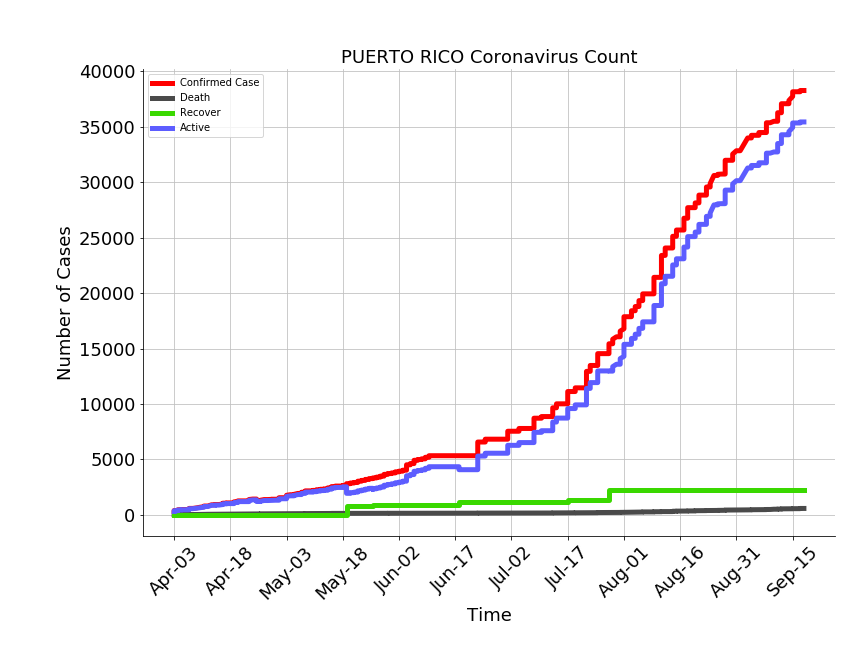 PUERTO RICO Coronavirus Count
Confirmed Case
Death
Recover
Active
40000
35000
30000
25000
20000
15000
10000
5000
0
Number of Cases
Apr-03
Apr-18
May-03
May-18
Jun-02
Jun-17
Jul-02
Jul-17
Aug-01
Aug-16
Aug-31
Sep-15
Time